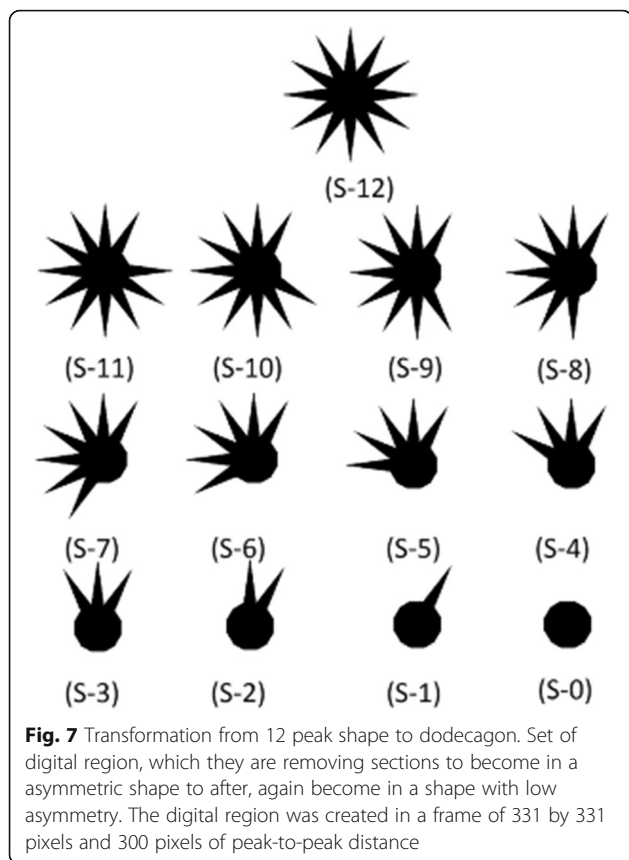 (S-12)
(S-11) (S-10) (S-9) (S-8)
(S-7) (S-6) (S-5) (S-4)
(S-3) (S-2) (S-1) (S-0)
Fig. 7 Transformation from 12 peak shape to dodecagon. Set of
digital region, which they are removing sections to become in a
asymmetric shape to after, again become in a shape with low
asymmetry. The digital region was created in a frame of 331 by 331
pixels and 300 pixels of peak-to-peak distance